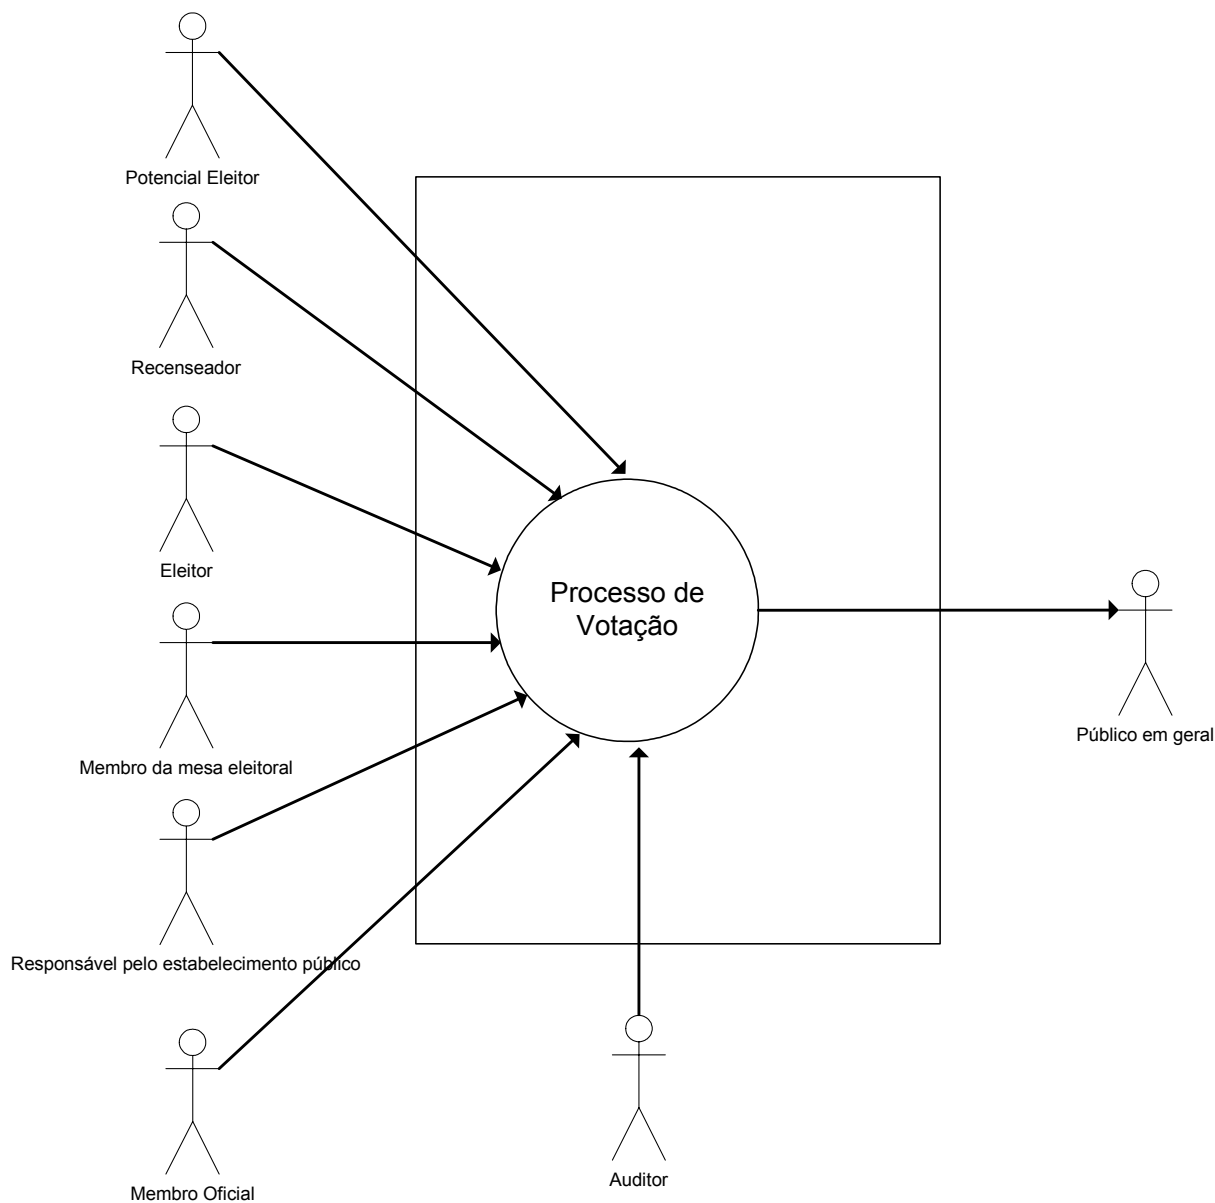 Potencial Eleitor
Recenseador
Eleitor
Processo de
Votação
Público em geral
Membro da mesa eleitoral
Responsável pelo estabelecimento público
Auditor
Membro Oficial